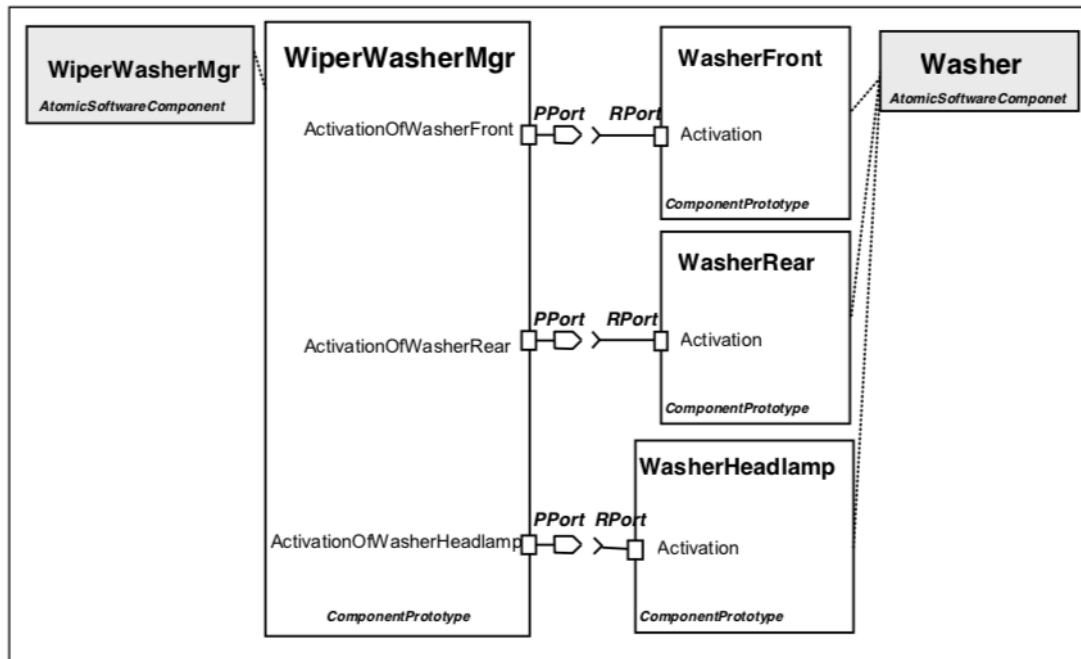 WiperWasherMgr
AtomicSoftwareComponent
WiperWasherMgr
ActivationOfWasherFront
ActivationOfWasherRear
ActivationOfWasherHeadlamp
ComponentPrototype
PPort RPort
PPort RPort
PPort RPort
WasherFront
Activation
ComponentPrototype
WasherRear
Activation
ComponentPrototype
WasherHeadlamp
Activation
ComponentPrototype
Washer
AtomicSoftwareComponet